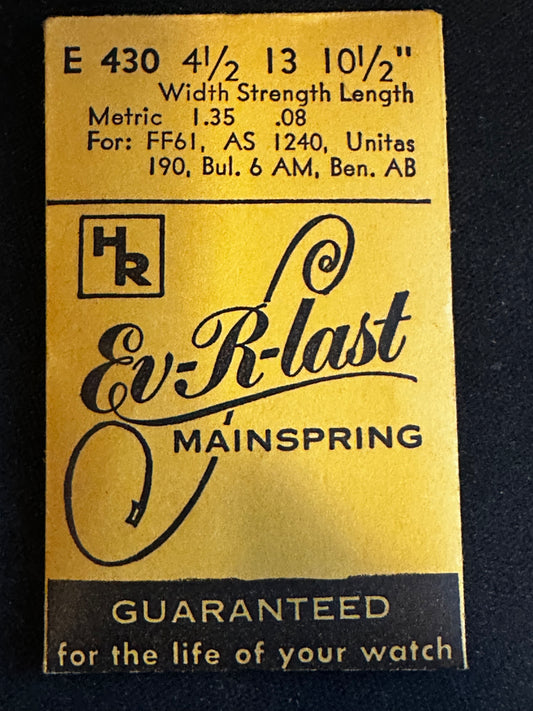 E 430 4½ 13 10½"
Width Strength Length
Metric 1.35 .08
For: FF61, AS 1240, Unitas
190, Bul. 6 AM, Ben. AB
HR
Ev-R-last
MAINSPRING
GUARANTEED
for the life of your watch